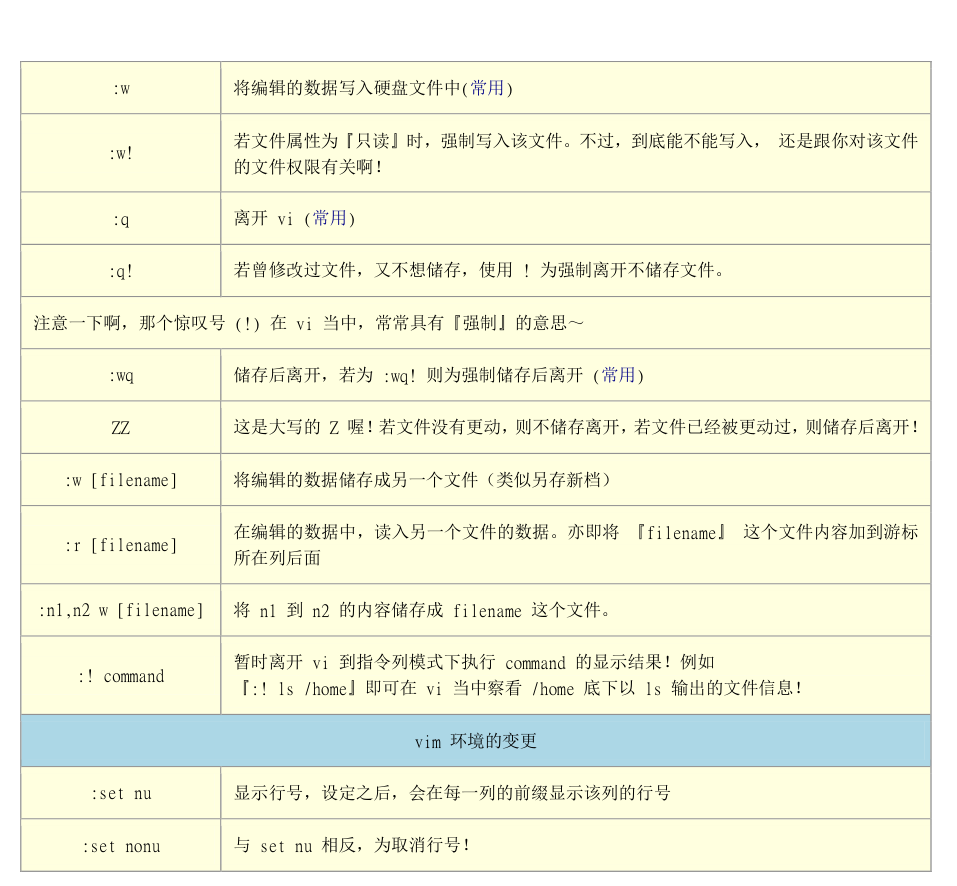 :w 将编辑的数据写入硬盘文件中(常用)
:w! 若文件属性为『只读』时，强制写入该文件。不过，到底能不能写入， 还是跟你对该文件
的文件权限有关啊！
:q 离开 vi (常用)
:q! 若曾修改过文件，又不想储存，使用 ! 为强制离开不储存文件。
注意一下啊，那个惊叹号 (!) 在 vi 当中，常常具有『强制』的意思～
:wq 储存后离开，若为 :wq! 则为强制储存后离开 (常用)
ZZ 这是大写的 Z 喔！若文件没有更动，则不储存离开，若文件已经被更动过，则储存后离开！
:w [filename] 将编辑的数据储存成另一个文件（类似另存新档）
:r [filename] 在编辑的数据中，读入另一个文件的数据。亦即将 『filename』 这个文件内容加到游标
所在列后面
:n1,n2 w [filename] 将 n1 到 n2 的内容储存成 filename 这个文件。
:! command 暂时离开 vi 到指令列模式下执行 command 的显示结果！例如
『:! ls /home』即可在 vi 当中察看 /home 底下以 ls 输出的文件信息！
vim 环境的变更
:set nu 显示行号，设定之后，会在每一列的前缀显示该列的行号
:set nonu 与 set nu 相反，为取消行号！